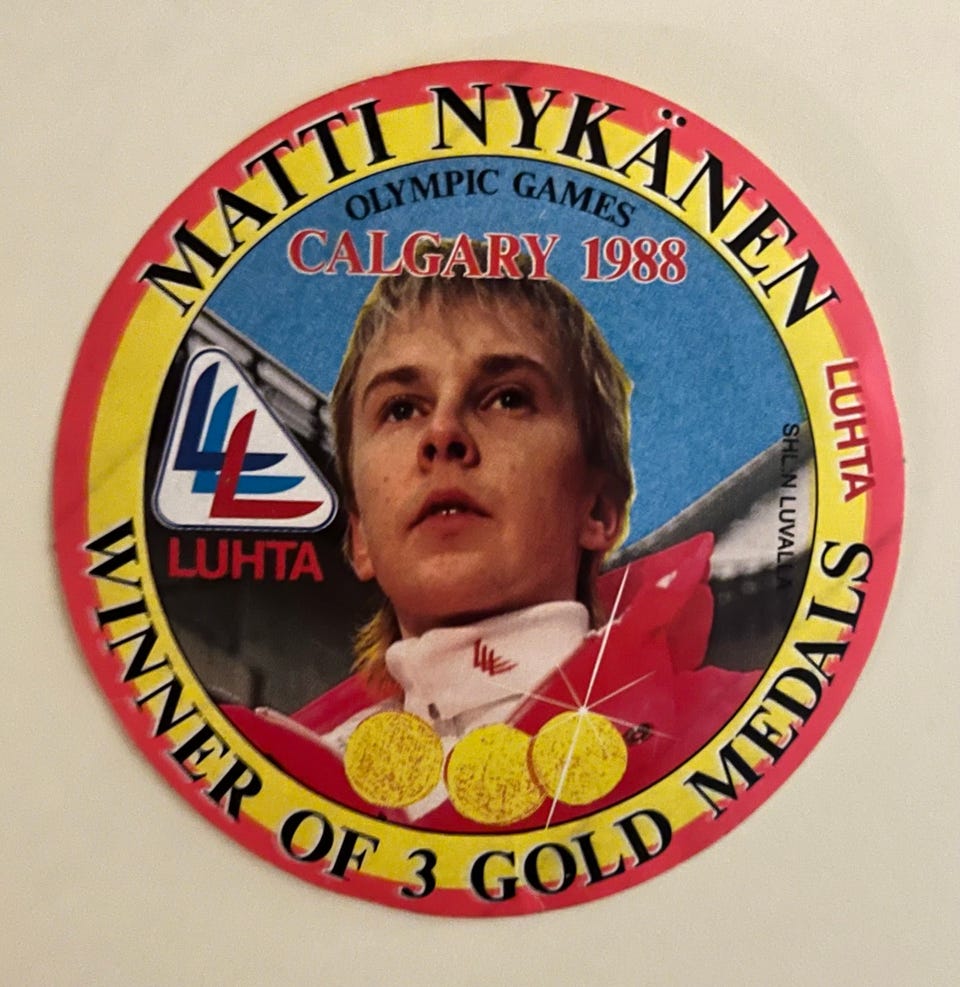 MATTI NYKÄNEN
OLYMPIC GAMES
CALGARY 1988
LUHTA
LUHTA
SHL:N LUVALLA
WINNER OF 3 GOLD MEDALS